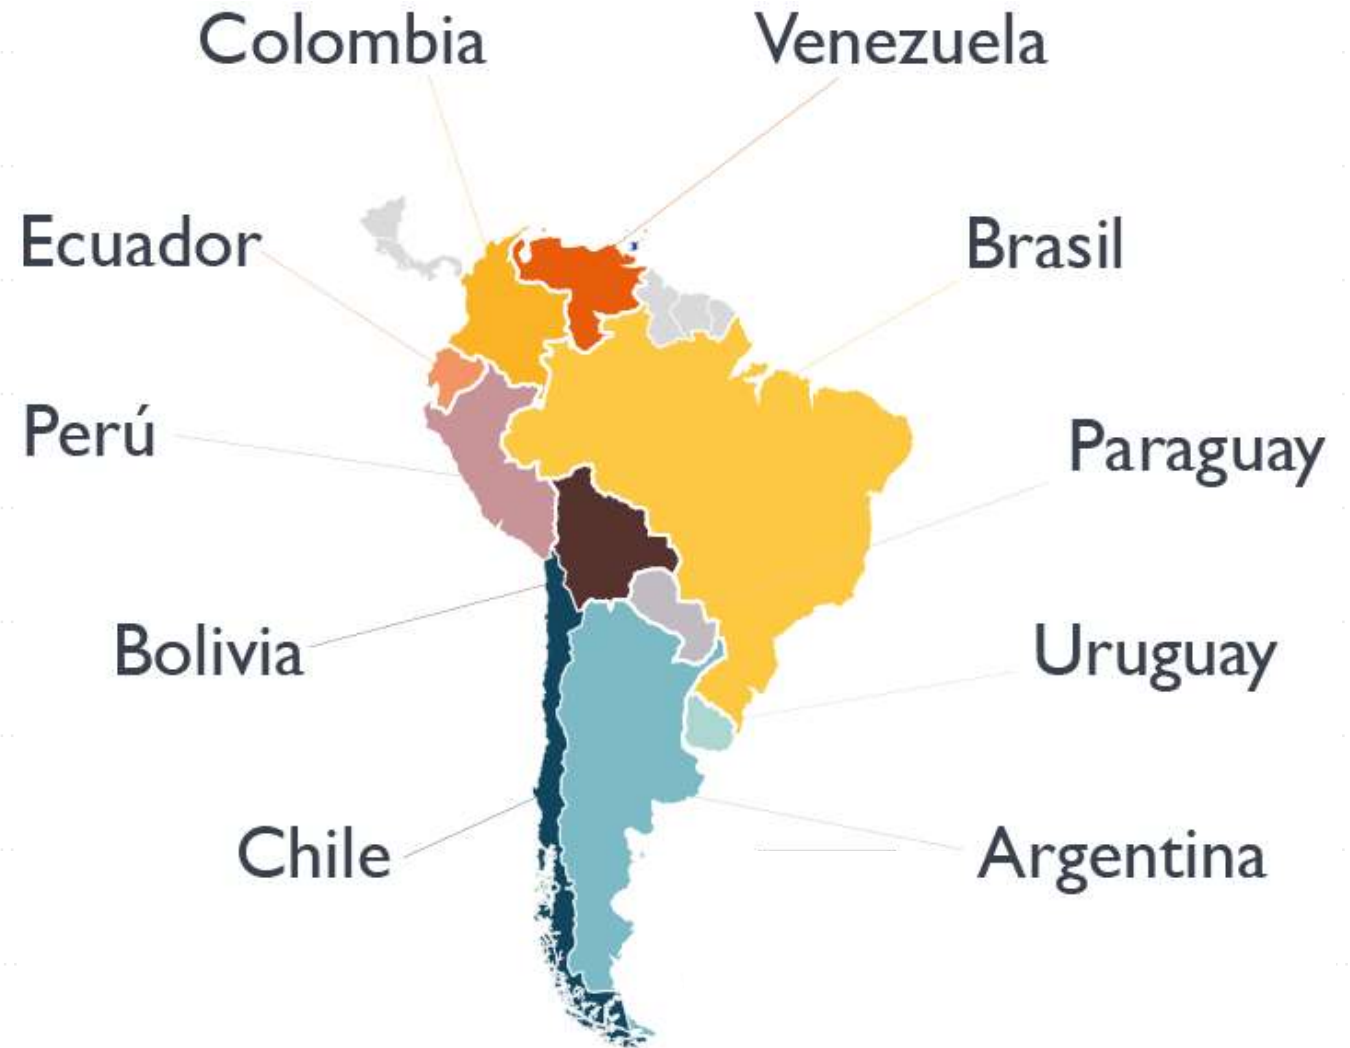 Colombia
Venezuela
Ecuador
Brasil
Perú
Paraguay
Bolivia
Uruguay
Chile
Argentina